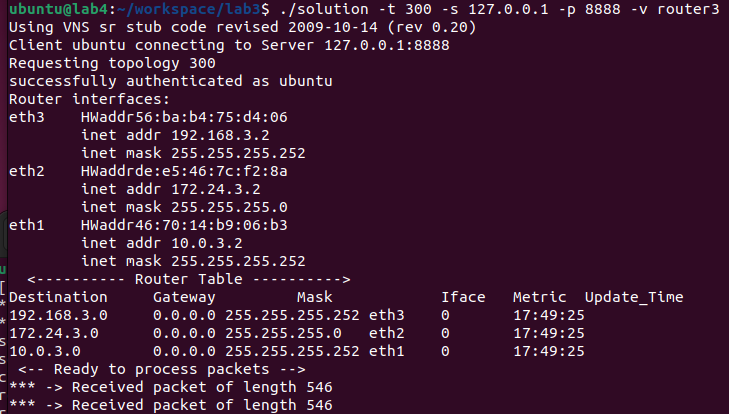 ubuntu@lab4:~/workspace/lab3$ ./solution -t 300 -s 127.0.0.1 -p 8888 -v router3
Using VNS sr stub code revised 2009-10-14 (rev 0.20)
Client ubuntu connecting to Server 127.0.0.1:8888
Requesting topology 300
successfully authenticated as ubuntu
Router interfaces:
eth3    HWaddr56:ba:b4:75:d4:06
        inet addr 192.168.3.2
        inet mask 255.255.255.252
eth2    HWaddrde:e5:46:7c:f2:8a
        inet addr 172.24.3.2
        inet mask 255.255.255.0
eth1    HWaddr46:70:14:b9:06:b3
        inet addr 10.0.3.2
        inet mask 255.255.255.252
  <---------- Router Table ---------->
Destination     Gateway         Mask            Iface   Metric  Update_Time
192.168.3.0     0.0.0.0 255.255.255.252 eth3    0       17:49:25
172.24.3.0      0.0.0.0 255.255.255.0   eth2    0       17:49:25
10.0.3.0        0.0.0.0 255.255.255.252 eth1    0       17:49:25
 <-- Ready to process packets -->
*** -> Received packet of length 546
*** -> Received packet of length 546